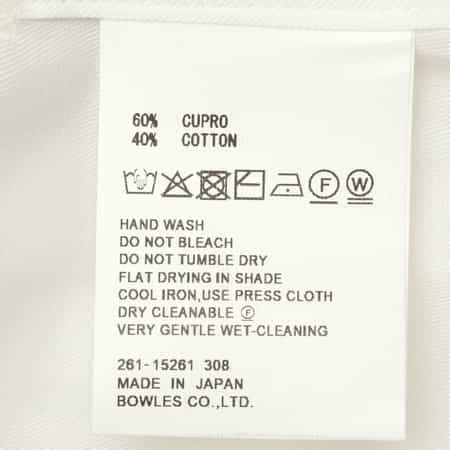 60% CUPRO
40% COTTON
F W
HAND WASH
DO NOT BLEACH
DO NOT TUMBLE DRY
FLAT DRYING IN SHADE
COOL IRON,USE PRESS CLOTH
DRY CLEANABLE Ⓕ
VERY GENTLE WET-CLEANING
261-15261 308
MADE IN JAPAN
BOWLES CO.,LTD.